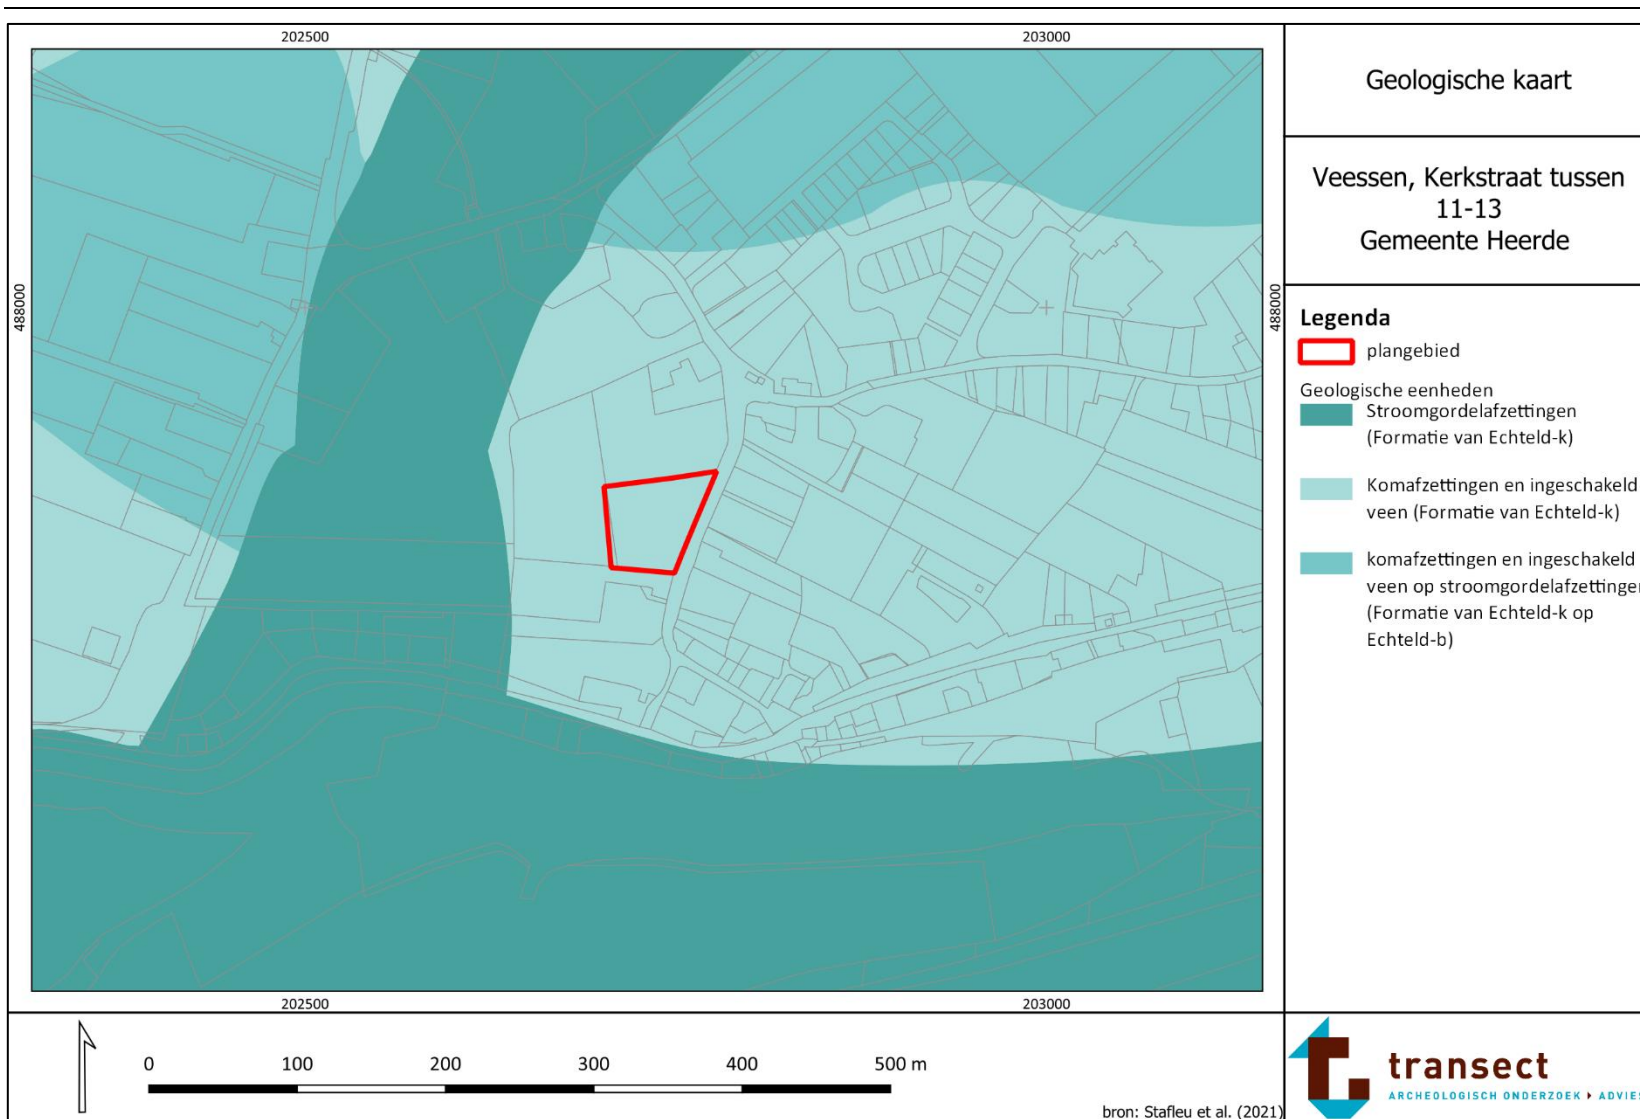 202500
203000
488000
488000
202500
203000
Geologische kaart
Veessen, Kerkstraat tussen
11-13
Gemeente Heerde
Legenda
plangebied
Geologische eenheden
Stroomgordelafzettingen
(Formatie van Echteld-k)
Komafzettingen en ingeschakeld
veen (Formatie van Echteld-k)
komafzettingen en ingeschakeld
veen op stroomgordelafzettingen
(Formatie van Echteld-k op
Echteld-b)
0 100 200 300 400 500 m
bron: Stafleu et al. (2021)
transect
ARCHEOLOGISCH ONDERZOEK ▸ ADVIES